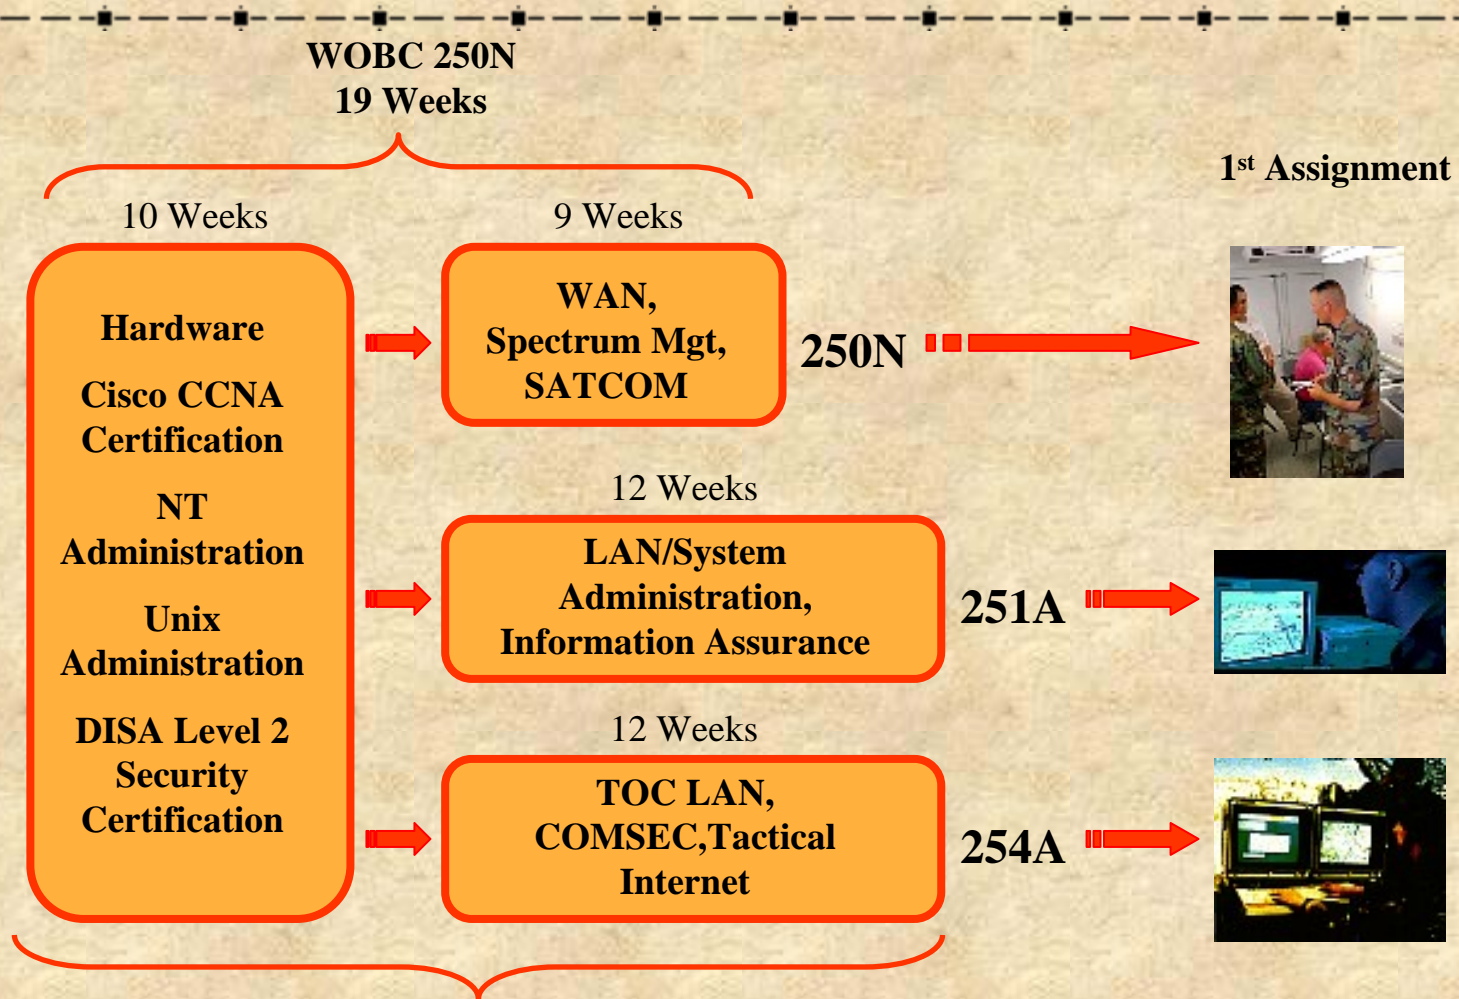 WOBC 250N
19 Weeks
1st Assignment
10 Weeks
Hardware
Cisco CCNA
Certification
NT
Administration
Unix
Administration
DISA Level 2
Security
Certification
9 Weeks
WAN,
Spectrum Mgt,
SATCOM
250N
12 Weeks
LAN/System
Administration,
Information Assurance
251A
12 Weeks
TOC LAN,
COMSEC,Tactical
Internet
254A